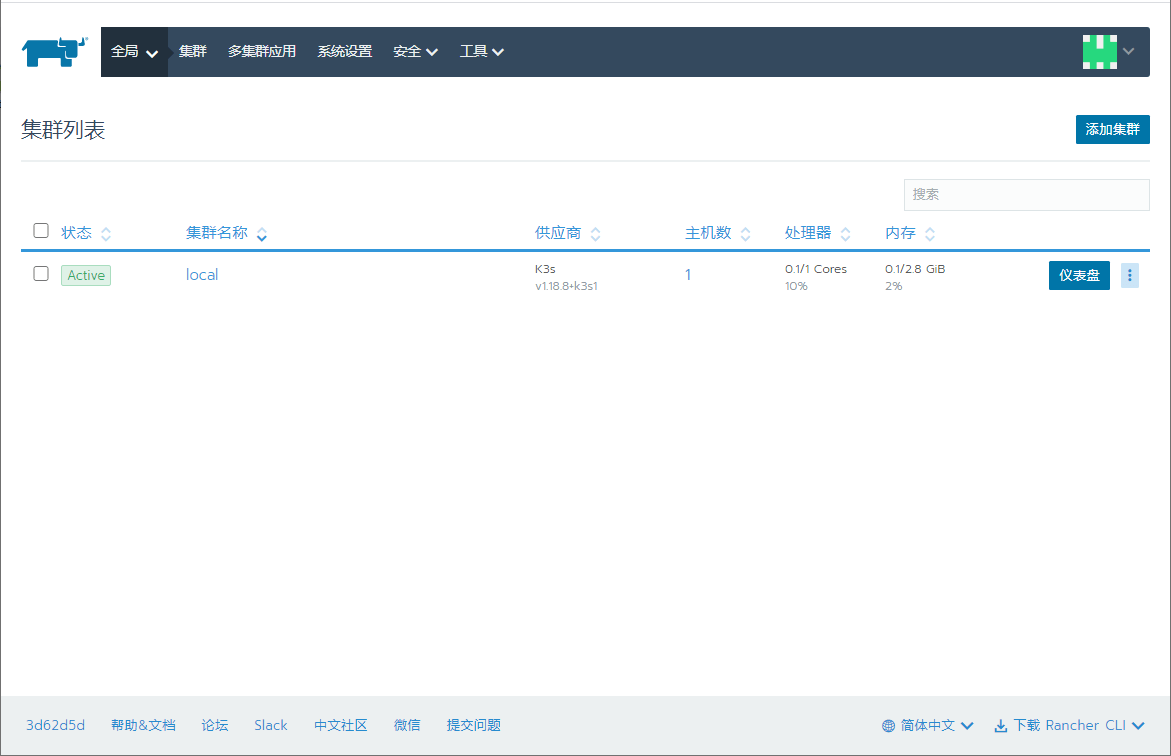 全局 集群 多集群应用 系统设置 安全 工具
集群列表 添加集群
搜索
状态 集群名称 供应商 主机数 处理器 内存
Active local K3s 1 0.1/1 Cores 0.1/2.8 GiB 仪表盘
v1.18.8+k3s1 10% 2%
3d62d5d 帮助&文档 论坛 Slack 中文社区 微信 提交问题 简体中文 下载 Rancher CLI